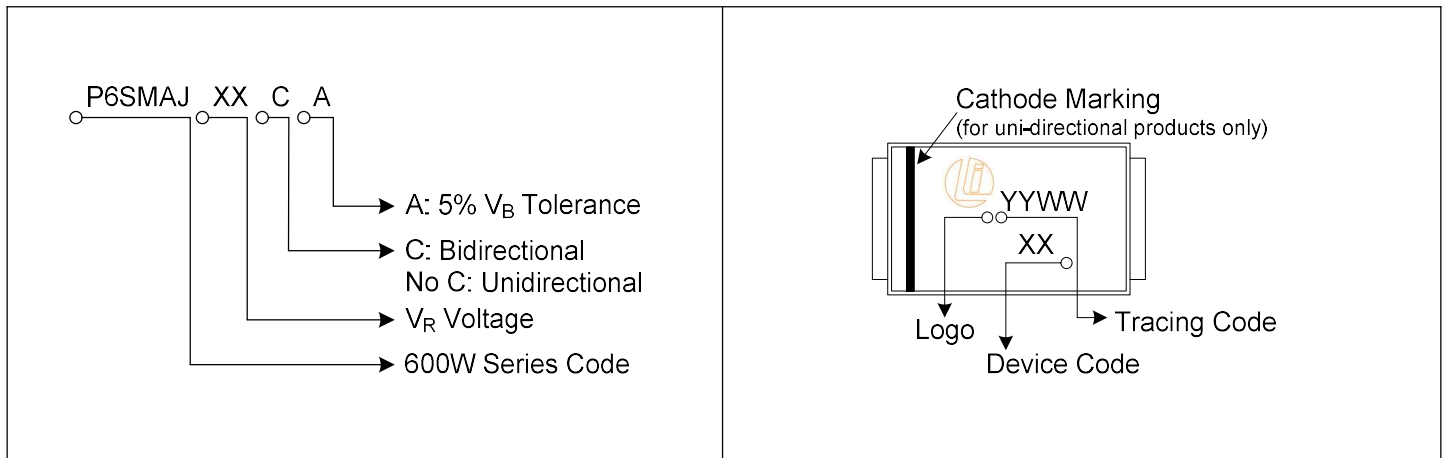 P6SMAJ XX C A
A: 5% VB Tolerance
C: Bidirectional
No C: Unidirectional
VR Voltage
600W Series Code
Cathode Marking
(for uni-directional products only)
YYWW
XX
Logo
Tracing Code
Device Code